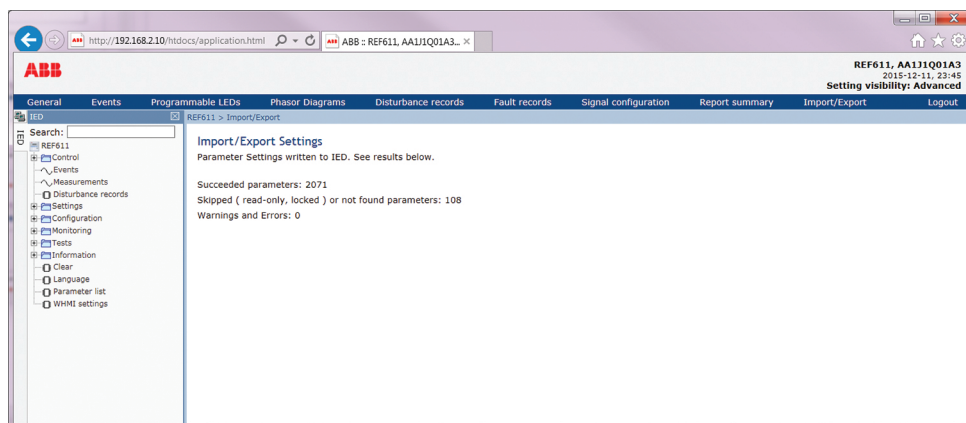 http://192.168.2.10/htdocs/application.html
ABB :: REF611, AA1J1Q01A3...
ABB
REF611, AA1J1Q01A3
2015-12-11, 23:45
Setting visibility: Advanced
General Events Programmable LEDs Phasor Diagrams Disturbance records Fault records Signal configuration Report summary Import/Export Logout
IED
REF611 > Import/Export
IED
Search:
REF611
Control
Events
Measurements
Disturbance records
Settings
Configuration
Monitoring
Tests
Information
Clear
Language
Parameter list
WHMI settings
Import/Export Settings
Parameter Settings written to IED. See results below.
Succeeded parameters: 2071
Skipped ( read-only, locked ) or not found parameters: 108
Warnings and Errors: 0